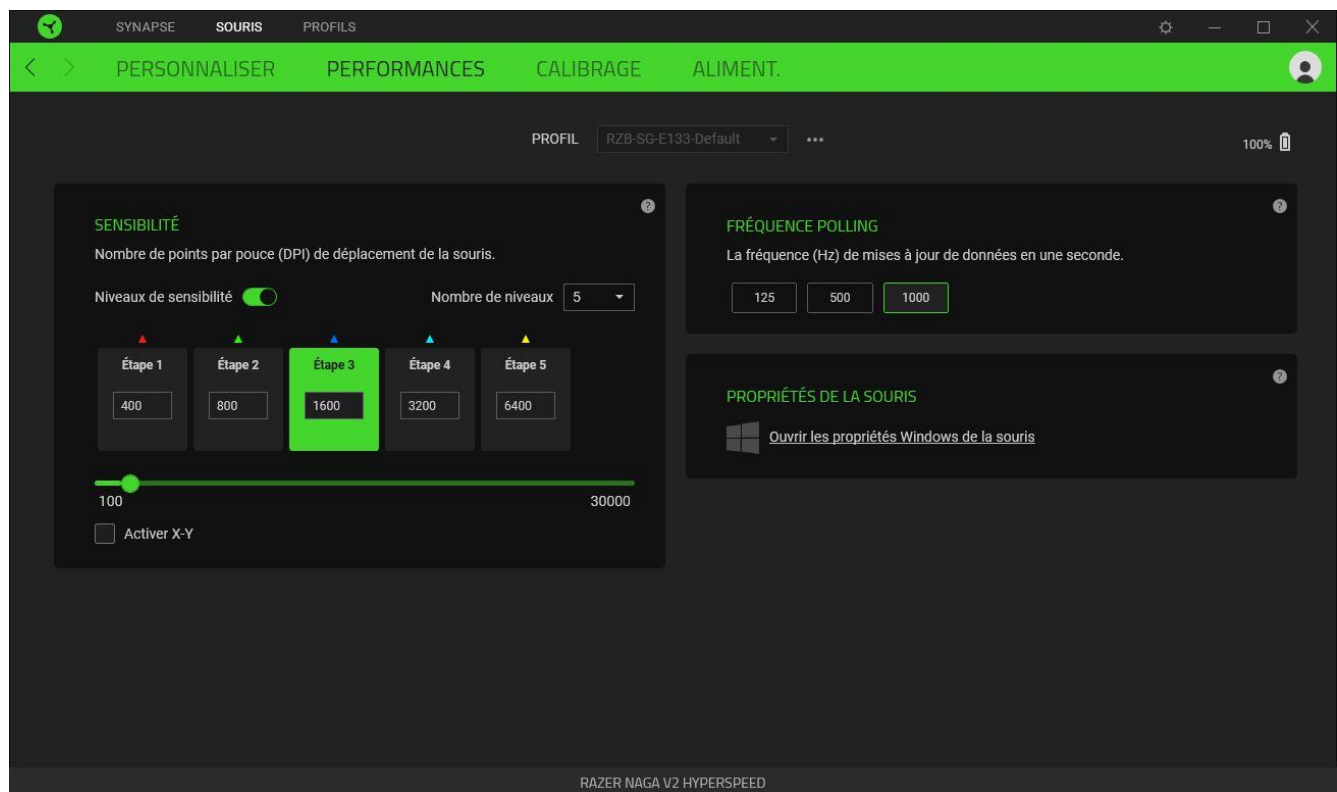 SYNAPSE SOURIS PROFILS
PERSONNALISER PERFORMANCES CALIBRAGE ALIMENT.
PROFIL RZB-SG-E133-Default ••• 100%
SENSIBILITÉ
Nombre de points par pouce (DPI) de déplacement de la souris.
Niveaux de sensibilité Nombre de niveaux 5
Étape 1 Étape 2 Étape 3 Étape 4 Étape 5
400 800 1600 3200 6400
100 30000
Activer X-Y
FRÉQUENCE POLLING
La fréquence (Hz) de mises à jour de données en une seconde.
125 500 1000
PROPRIÉTÉS DE LA SOURIS
Ouvrir les propriétés Windows de la souris
RAZER NAGA V2 HYPERSPEED